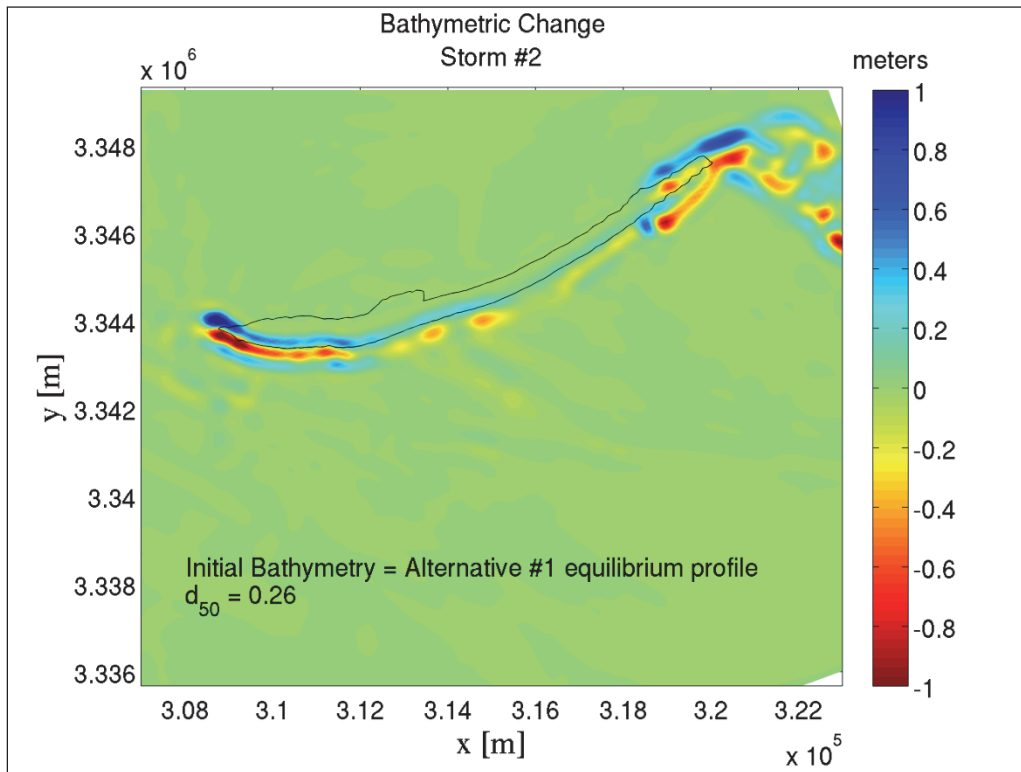 Bathymetric Change
Storm #2
x 10^6
meters
3.348
3.346
3.344
3.342
3.34
3.338
3.336
y [m]
Initial Bathymetry = Alternative #1 equilibrium profile
d_50 = 0.26
3.08
3.1
3.12
3.14
3.16
3.18
3.2
3.22
x [m]
x 10^5
1
0.8
0.6
0.4
0.2
0
-0.2
-0.4
-0.6
-0.8
-1